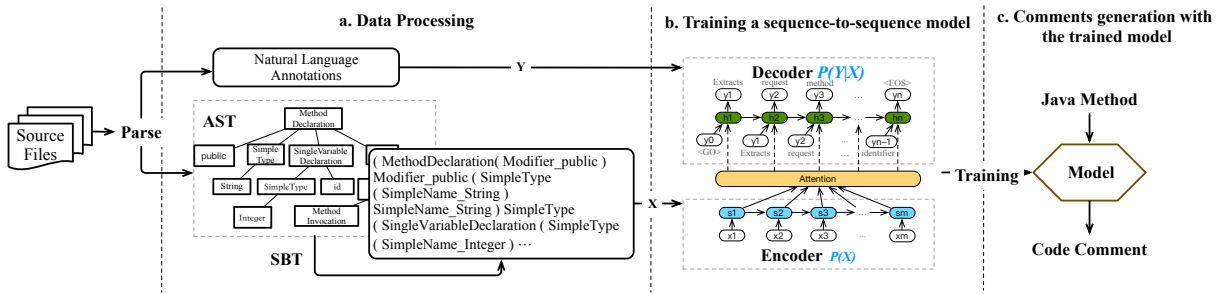 a. Data Processing
b. Training a sequence-to-sequence model
c. Comments generation with
the trained model
Natural Language
Annotations
Y
Source
Files
Parse
AST
Method
Declaration
public
Simple
Type
SingleVariable
Declaration
String
SimpleType
id
Integer
Method
Invocation
SBT
( MethodDeclaration( Modifier_public )
Modifier_public ( SimpleType
( SimpleName_String )
SimpleName_String ) SimpleType
( SingleVariableDeclaration ( SimpleType
( SimpleName_Integer ) ⋯
X
Decoder P(Y|X)
Extracts request method <EOS>
y1 y2 y3 ... yn
h1 h2 h3 ... hn
y0 y1 y2 ... yn-1
<GO> Extracts request ... identifier
Attention
s1 s2 s3 ... sm
x1 x2 x3 ... xm
Encoder P(X)
Training
Java Method
Model
Code Comment